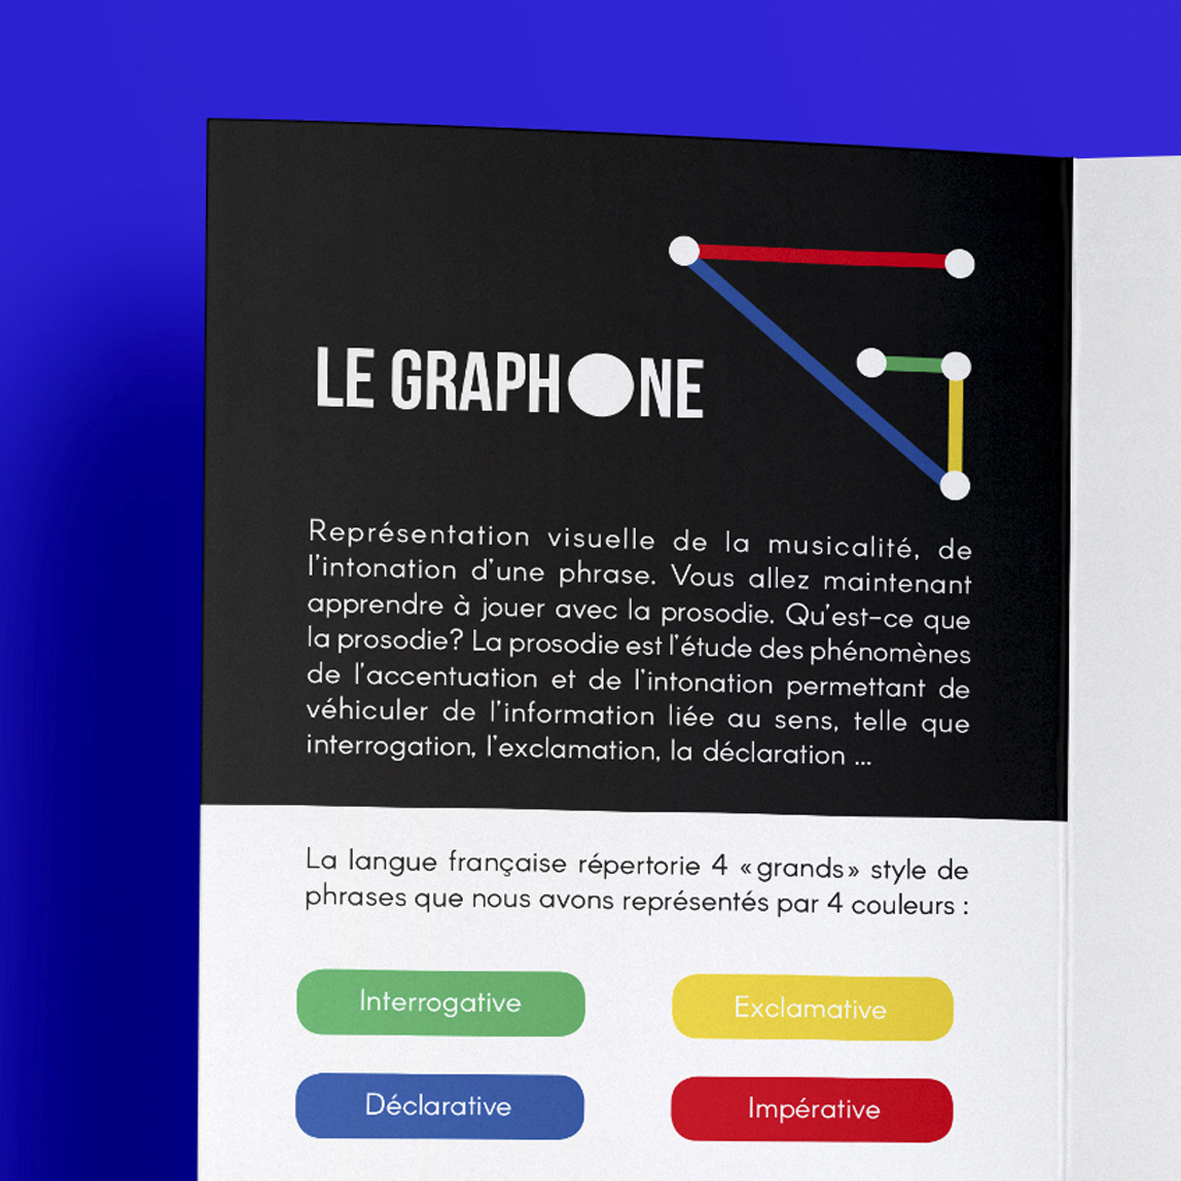 LE GRAPHONE
Représentation visuelle de la musicalité, de
l'intonation d'une phrase. Vous allez maintenant
apprendre à jouer avec la prosodie. Qu'est-ce que
la prosodie? La prosodie est l'étude des phénomènes
de l'accentuation et de l'intonation permettant de
véhiculer de l'information liée au sens, telle que
interrogation, l'exclamation, la déclaration ...
La langue française répertorie 4 «grands» style de
phrases que nous avons représentés par 4 couleurs :
Interrogative
Exclamative
Déclarative
Impérative